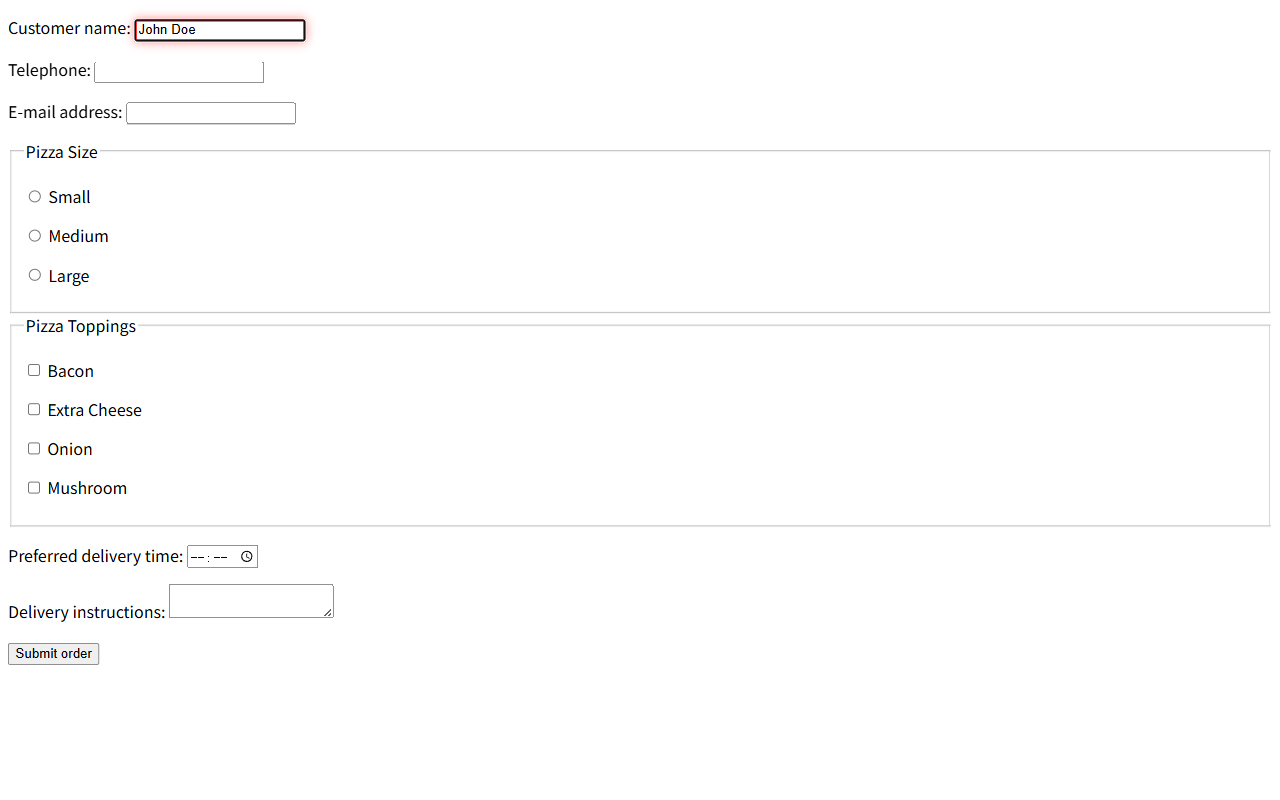 Customer name: John Doe
Telephone:
E-mail address:
Pizza Size
Small
Medium
Large
Pizza Toppings
Bacon
Extra Cheese
Onion
Mushroom
Preferred delivery time: --:--
Delivery instructions:
Submit order